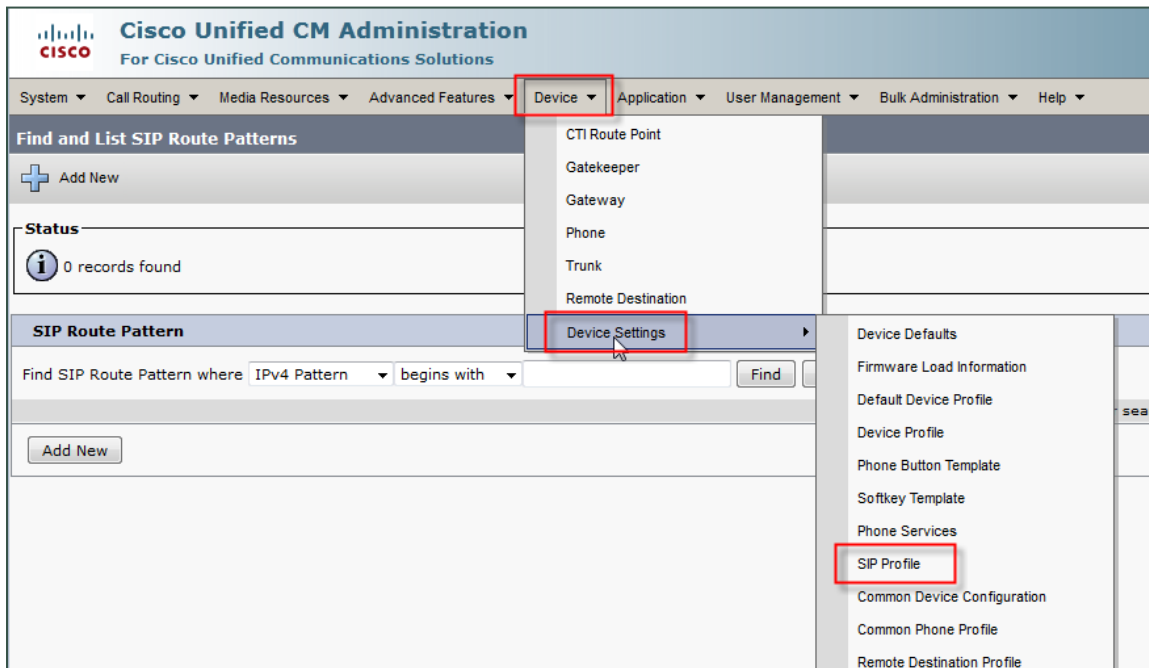 Cisco Unified CM Administration
CISCO
For Cisco Unified Communications Solutions
System Call Routing Media Resources Advanced Features Device Application User Management Bulk Administration Help
Find and List SIP Route Patterns
Add New
Status
0 records found
SIP Route Pattern
Find SIP Route Pattern where IPv4 Pattern begins with Find
Add New
CTI Route Point
Gatekeeper
Gateway
Phone
Trunk
Remote Destination
Device Settings
Device Defaults
Firmware Load Information
Default Device Profile
Device Profile
Phone Button Template
Softkey Template
Phone Services
SIP Profile
Common Device Configuration
Common Phone Profile
Remote Destination Profile